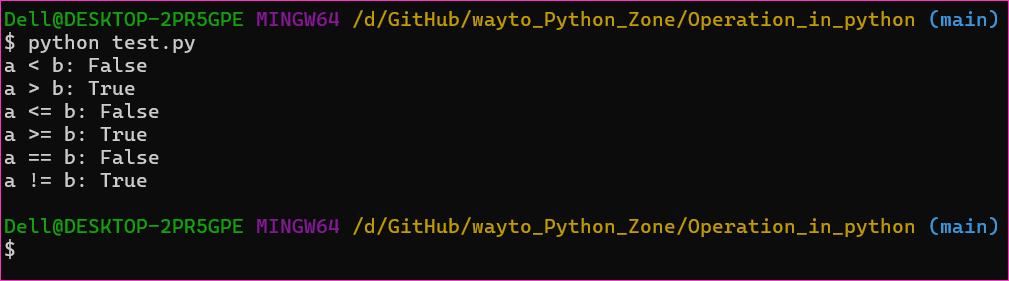 Dell@DESKTOP-2PR5GPE MINGW64 /d/GitHub/wayto_Python_Zone/Operation_in_python (main)
$ python test.py
a < b: False
a > b: True
a <= b: False
a >= b: True
a == b: False
a != b: True
Dell@DESKTOP-2PR5GPE MINGW64 /d/GitHub/wayto_Python_Zone/Operation_in_python (main)
$